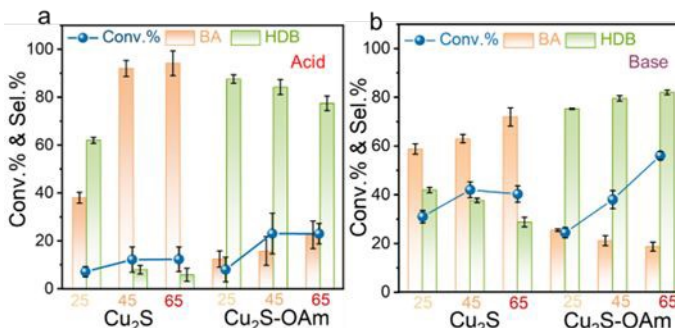 a
Conv.% BA HDB
Acid
Conv.% & Sel.%
100
80
60
40
20
0
25 45 65 25 45 65
Cu₂S Cu₂S-OAm
b
Conv.% BA HDB
Base
Conv.% & Sel.%
100
80
60
40
20
0
25 45 65 25 45 65
Cu₂S Cu₂S-OAm